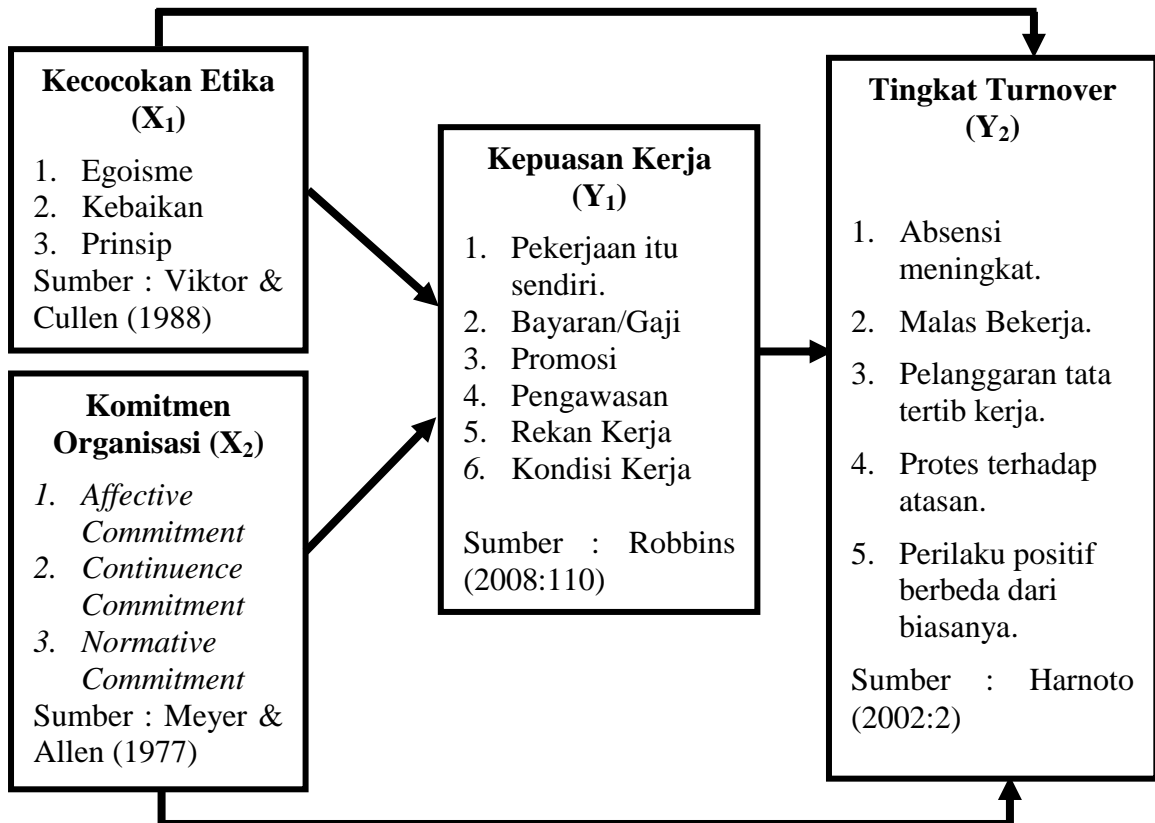 Kecocokan Etika
(X₁)
1. Egoisme
2. Kebaikan
3. Prinsip
Sumber : Viktor &
Cullen (1988)
Komitmen
Organisasi (X₂)
1. Affective
Commitment
2. Continuence
Commitment
3. Normative
Commitment
Sumber : Meyer &
Allen (1977)
Kepuasan Kerja
(Y₁)
1. Pekerjaan itu
sendiri.
2. Bayaran/Gaji
3. Promosi
4. Pengawasan
5. Rekan Kerja
6. Kondisi Kerja
Sumber : Robbins
(2008:110)
Tingkat Turnover
(Y₂)
1. Absensi
meningkat.
2. Malas Bekerja.
3. Pelanggaran tata
tertib kerja.
4. Protes terhadap
atasan.
5. Perilaku positif
berbeda dari
biasanya.
Sumber : Harnoto
(2002:2)